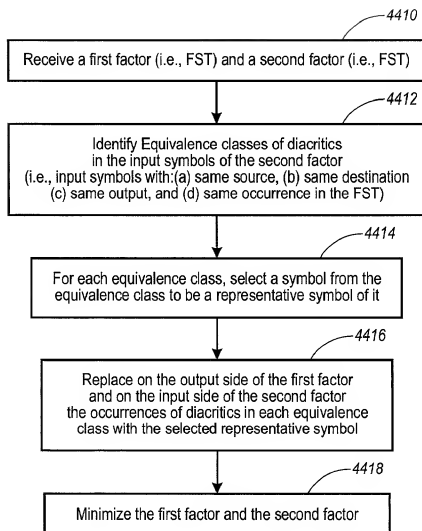 4410
Receive a first factor (i.e., FST) and a second factor (i.e., FST)
4412
Identify Equivalence classes of diacritics
in the input symbols of the second factor
(i.e., input symbols with:(a) same source, (b) same destination
(c) same output, and (d) same occurrence in the FST)
4414
For each equivalence class, select a symbol from the
equivalence class to be a representative symbol of it
4416
Replace on the output side of the first factor
and on the input side of the second factor
the occurrences of diacritics in each equivalence
class with the selected representative symbol
4418
Minimize the first factor and the second factor